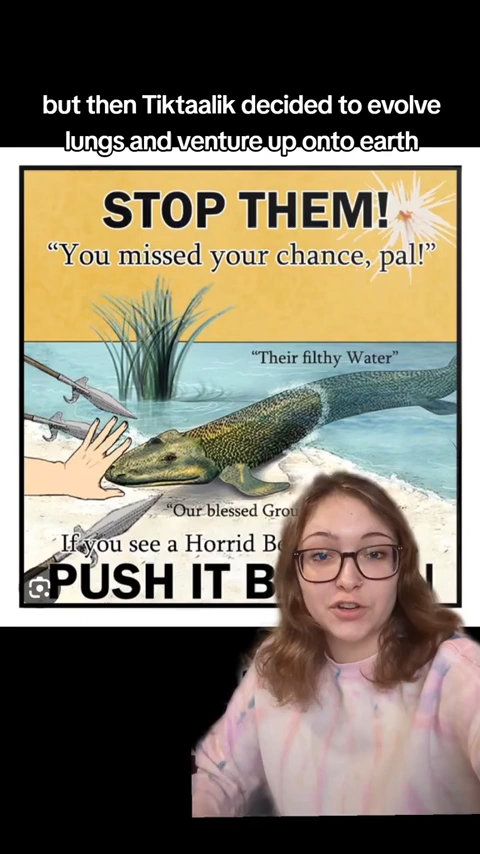 but then Tiktaalik decided to evolve
lungs and venture up onto earth
STOP THEM!
“You missed your chance, pal!”
“Their filthy Water”
“Our blessed
If you see a Horrid
PUSH IT